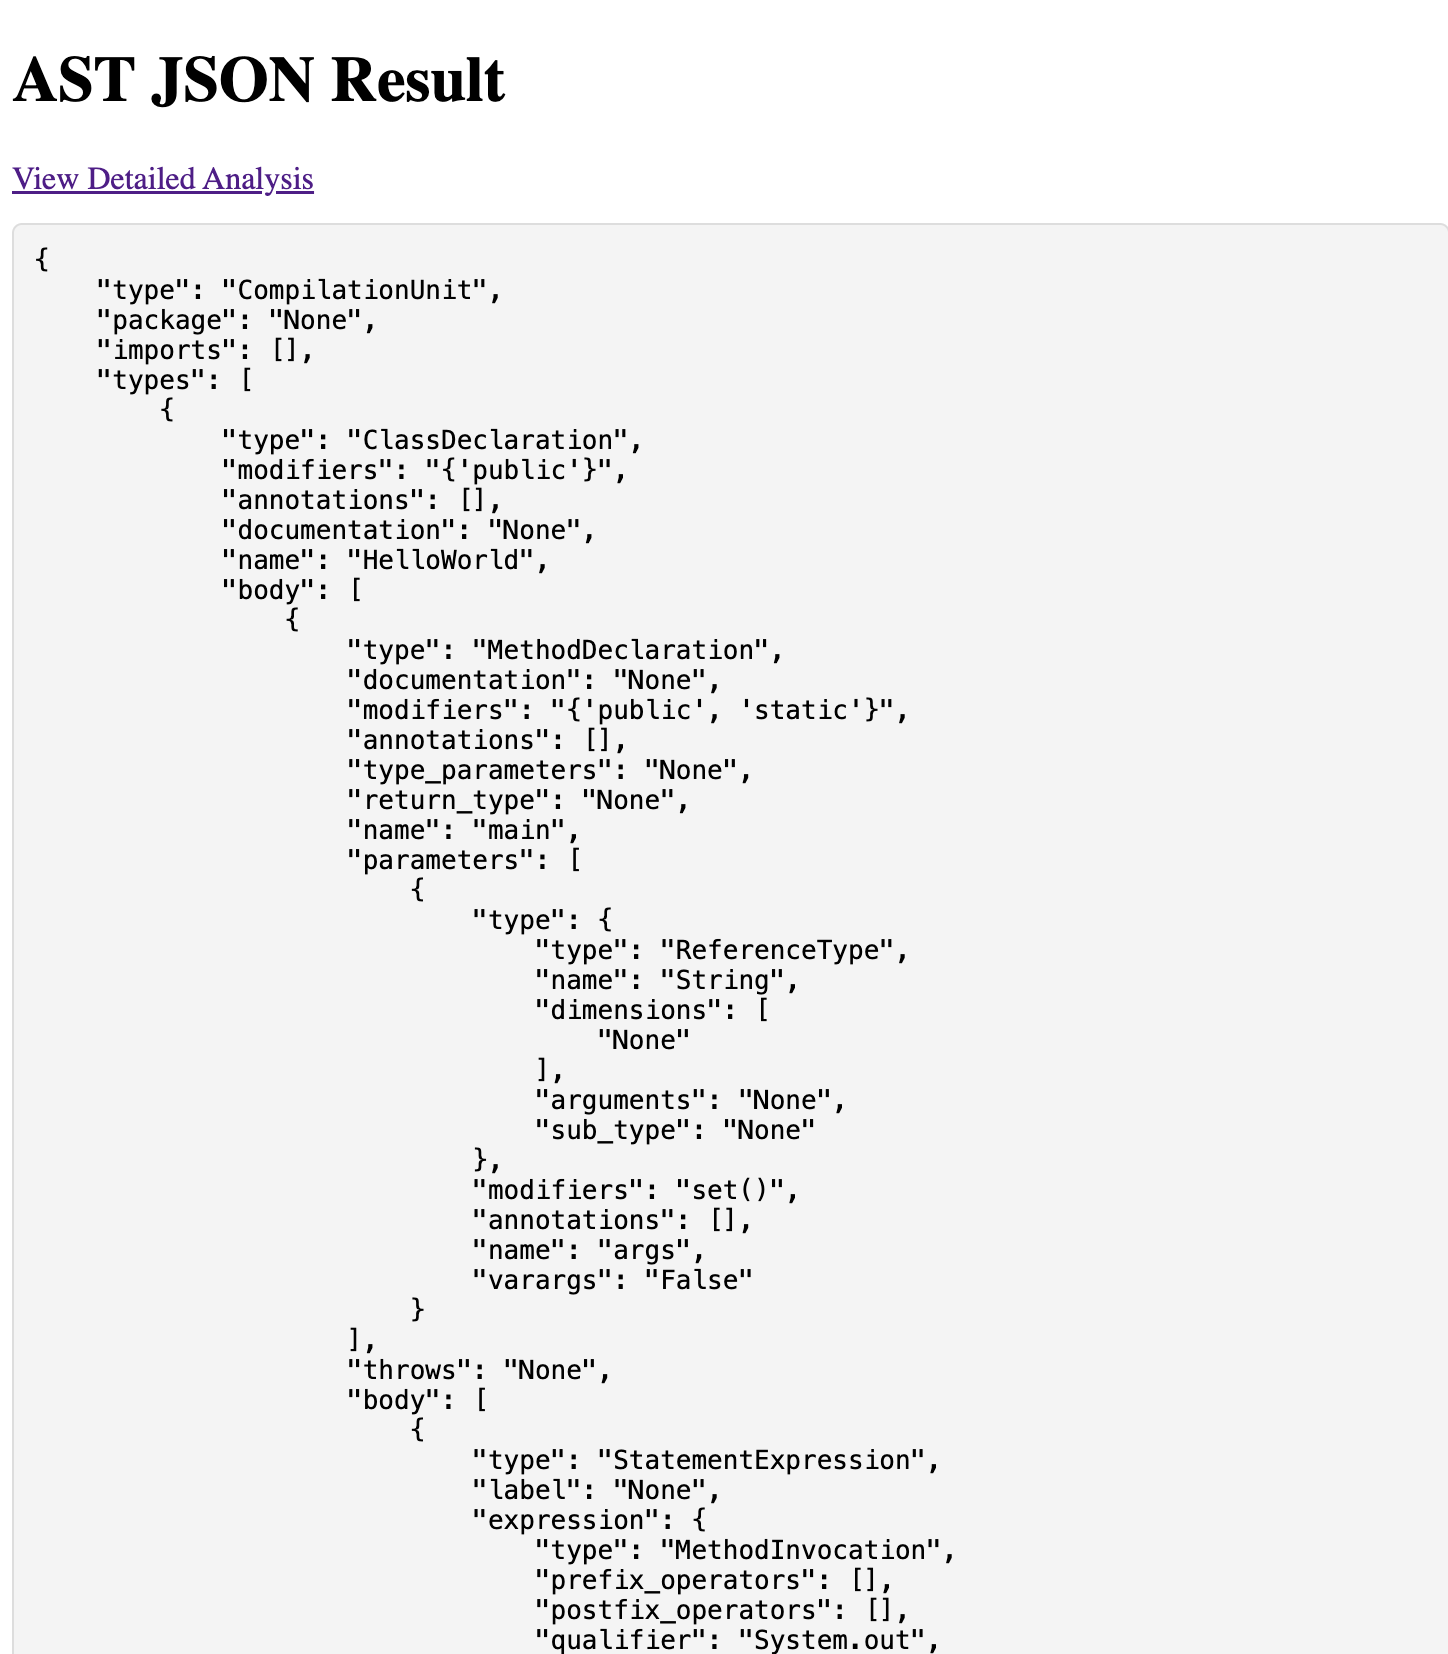 AST JSON Result
View Detailed Analysis
{
    "type": "CompilationUnit",
    "package": "None",
    "imports": [],
    "types": [
        {
            "type": "ClassDeclaration",
            "modifiers": "{'public'}",
            "annotations": [],
            "documentation": "None",
            "name": "HelloWorld",
            "body": [
                {
                    "type": "MethodDeclaration",
                    "documentation": "None",
                    "modifiers": "{'public', 'static'}",
                    "annotations": [],
                    "type_parameters": "None",
                    "return_type": "None",
                    "name": "main",
                    "parameters": [
                        {
                            "type": {
                                "type": "ReferenceType",
                                "name": "String",
                                "dimensions": [
                                    "None"
                                ],
                                "arguments": "None",
                                "sub_type": "None"
                            },
                            "modifiers": "set()",
                            "annotations": [],
                            "name": "args",
                            "varargs": "False"
                        }
                    ],
                    "throws": "None",
                    "body": [
                        {
                            "type": "StatementExpression",
                            "label": "None",
                            "expression": {
                                "type": "MethodInvocation",
                                "prefix_operators": [],
                                "postfix_operators": [],
                                "qualifier": "System.out",